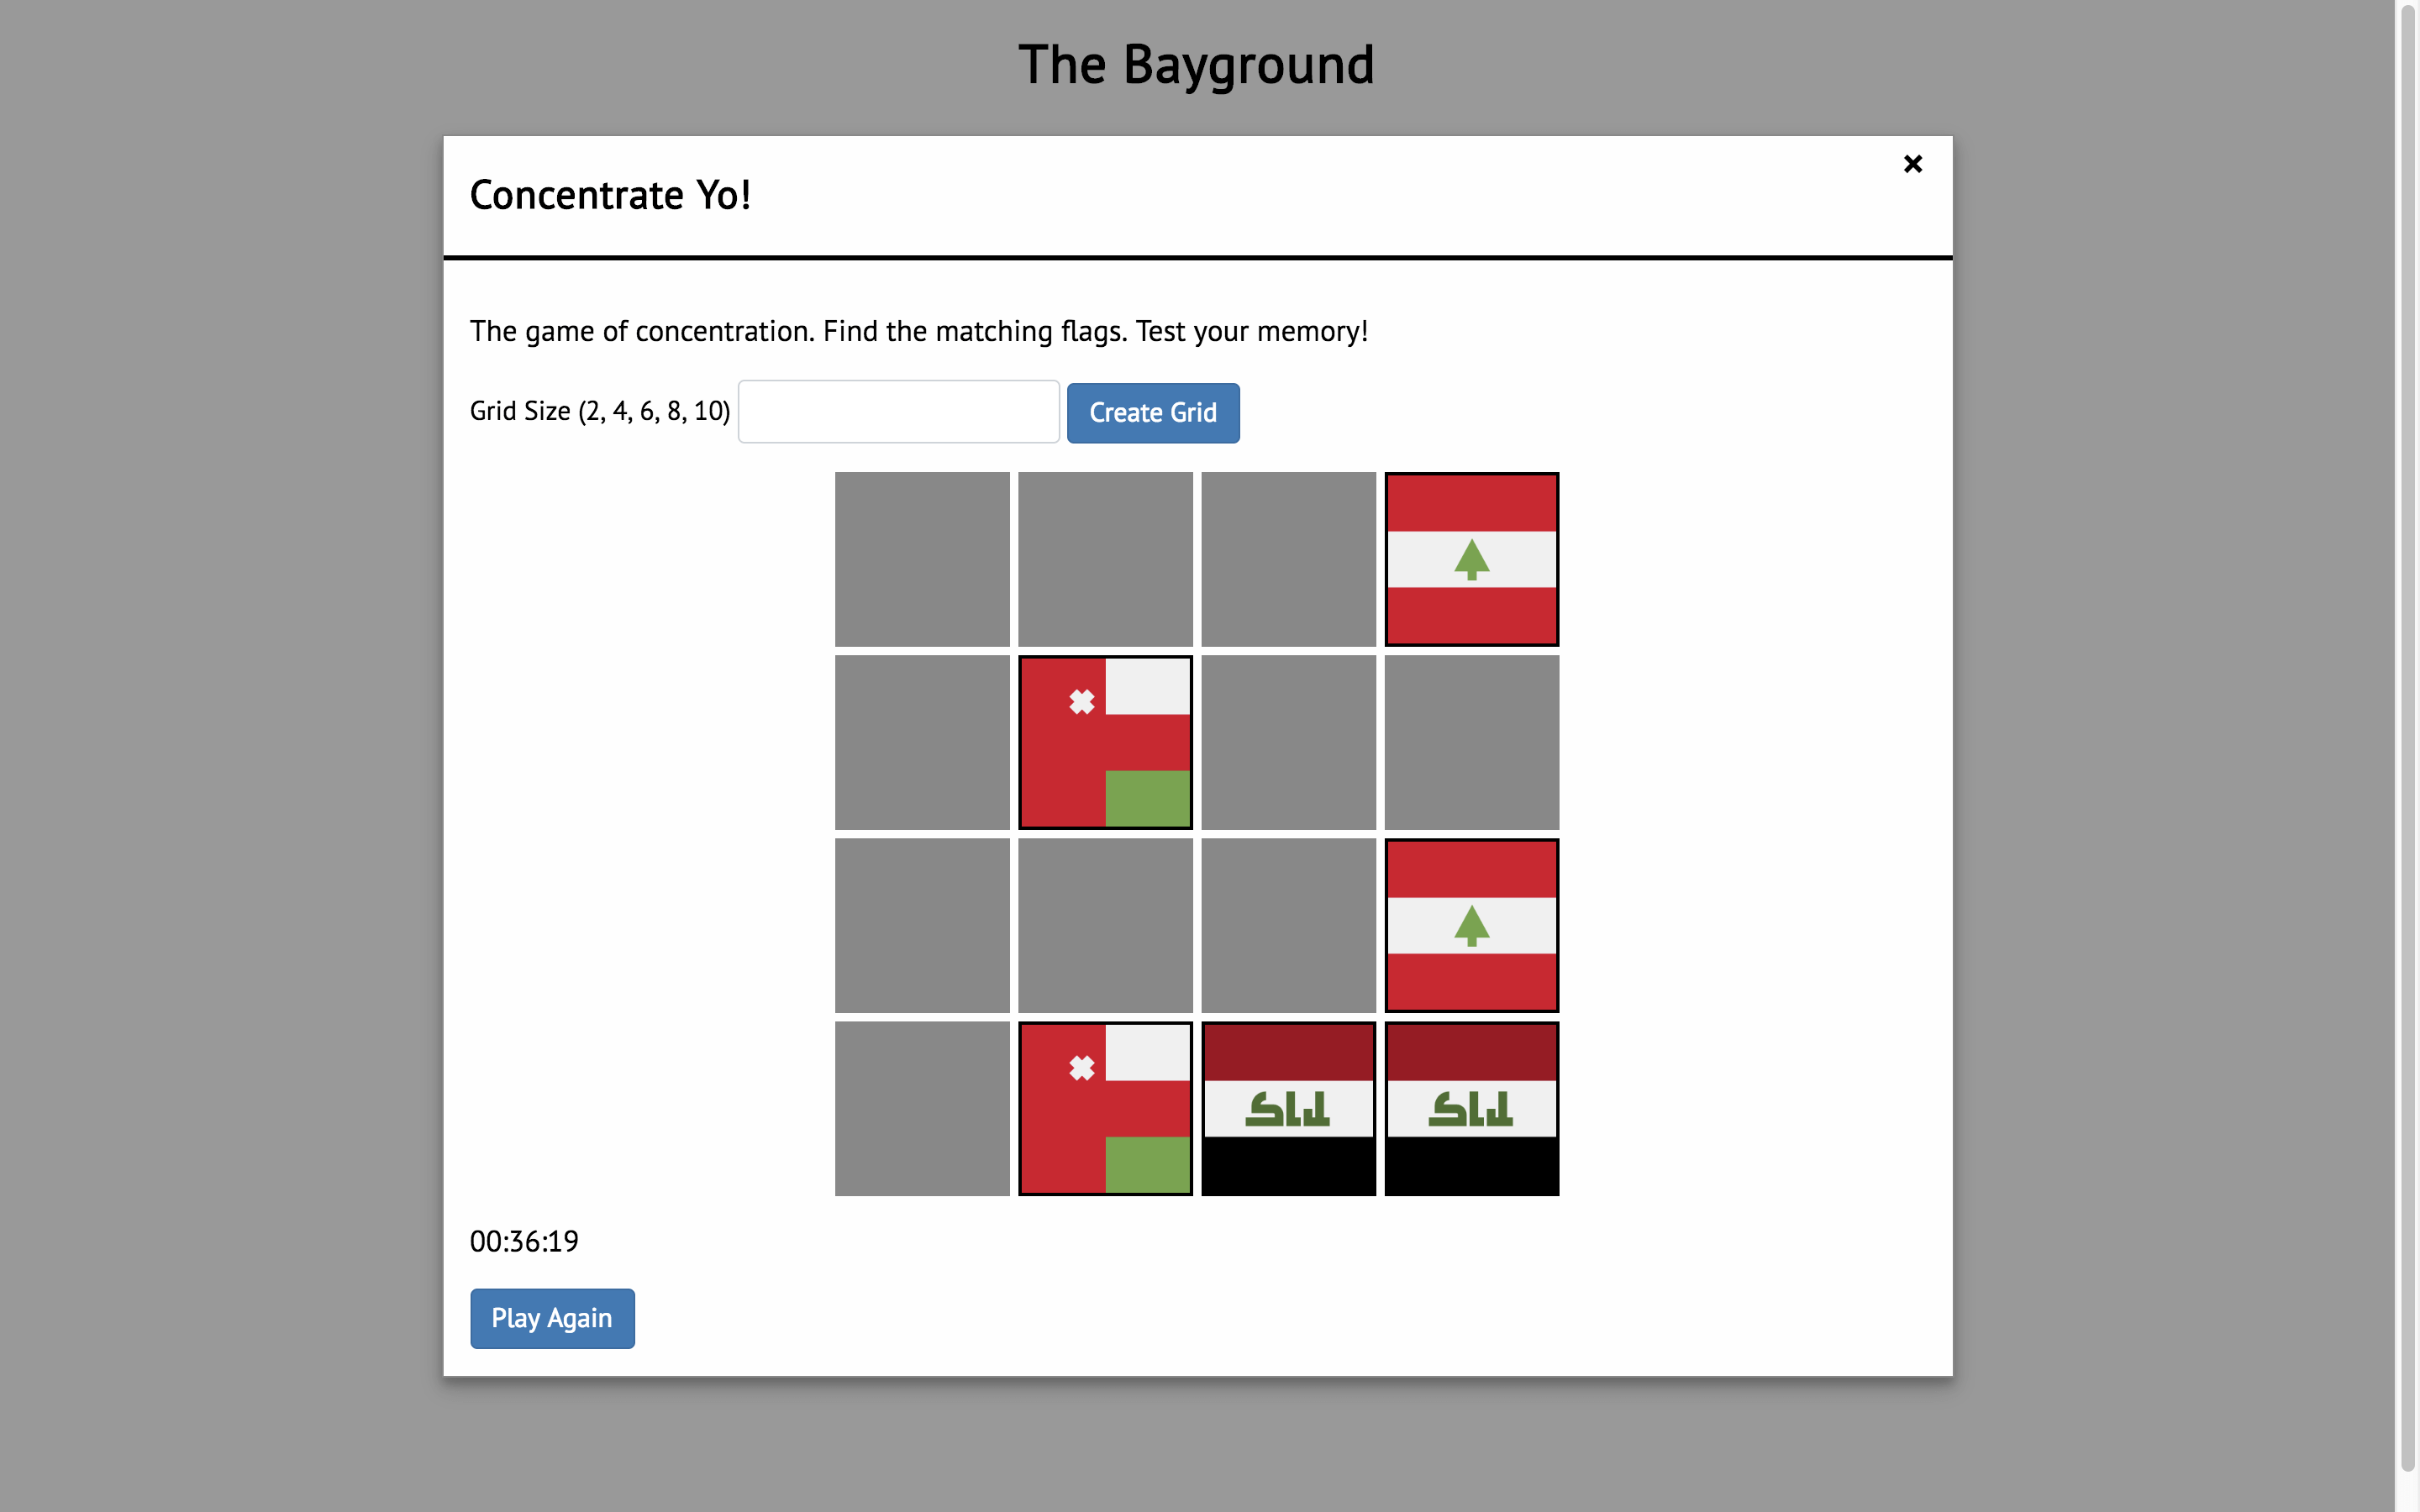 The Bayground
Concentrate Yo!
The game of concentration. Find the matching flags. Test your memory!
Grid Size (2, 4, 6, 8, 10)
Create Grid
00:36:19
Play Again